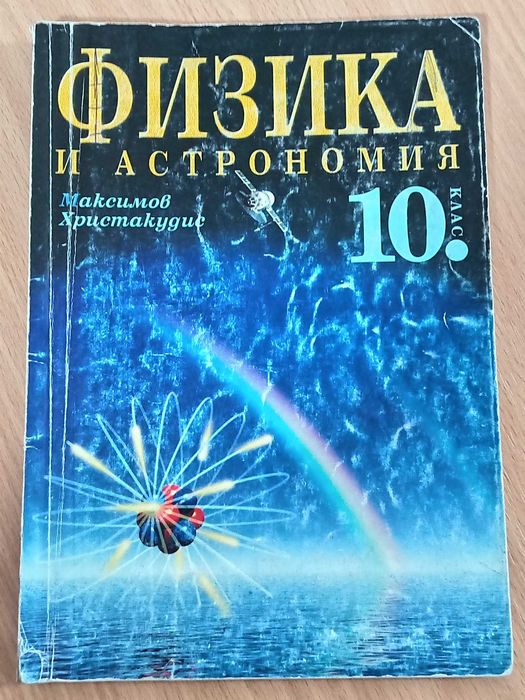 ФИЗИКА
И АСТРОНОМИЯ
Максимов
Христакудис
10. КЛАС